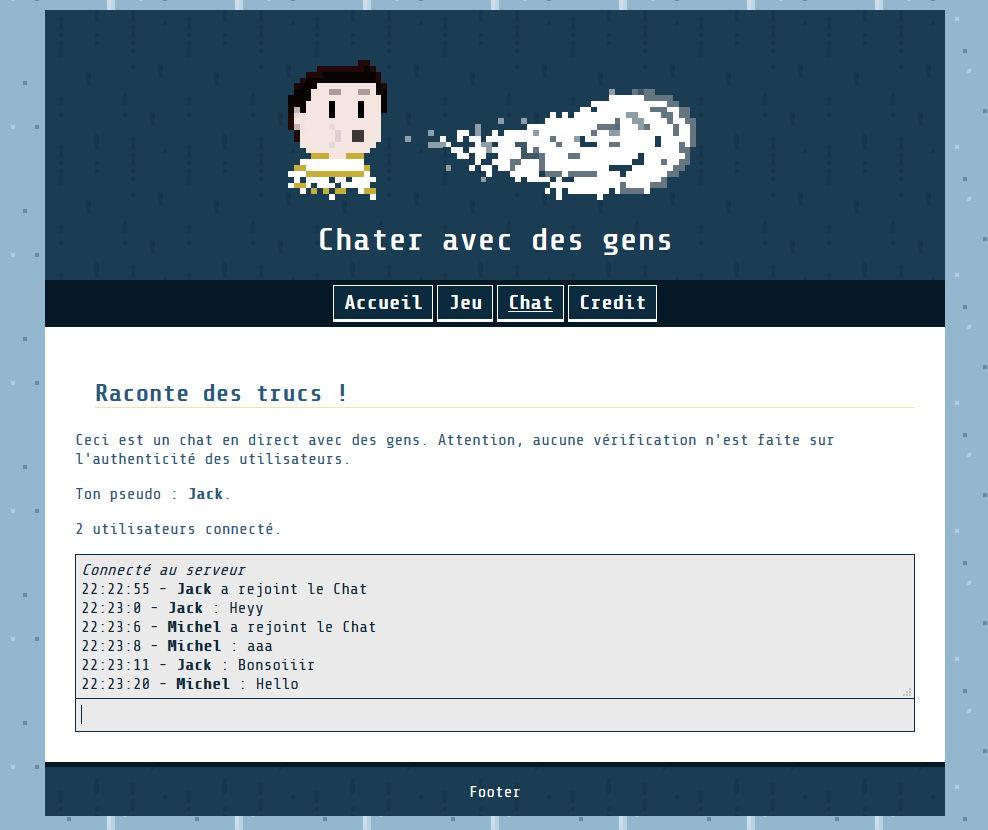 Chater avec des gens
Accueil Jeu Chat Credit
Raconte des trucs !
Ceci est un chat en direct avec des gens. Attention, aucune vérification n'est faite sur
l'authenticité des utilisateurs.
Ton pseudo : Jack.
2 utilisateurs connecté.
Connecté au serveur
22:22:55 - Jack a rejoint le Chat
22:23:0 - Jack : Heyy
22:23:6 - Michel a rejoint le Chat
22:23:8 - Michel : aaa
22:23:11 - Jack : Bonsoiiir
22:23:20 - Michel : Hello
Footer